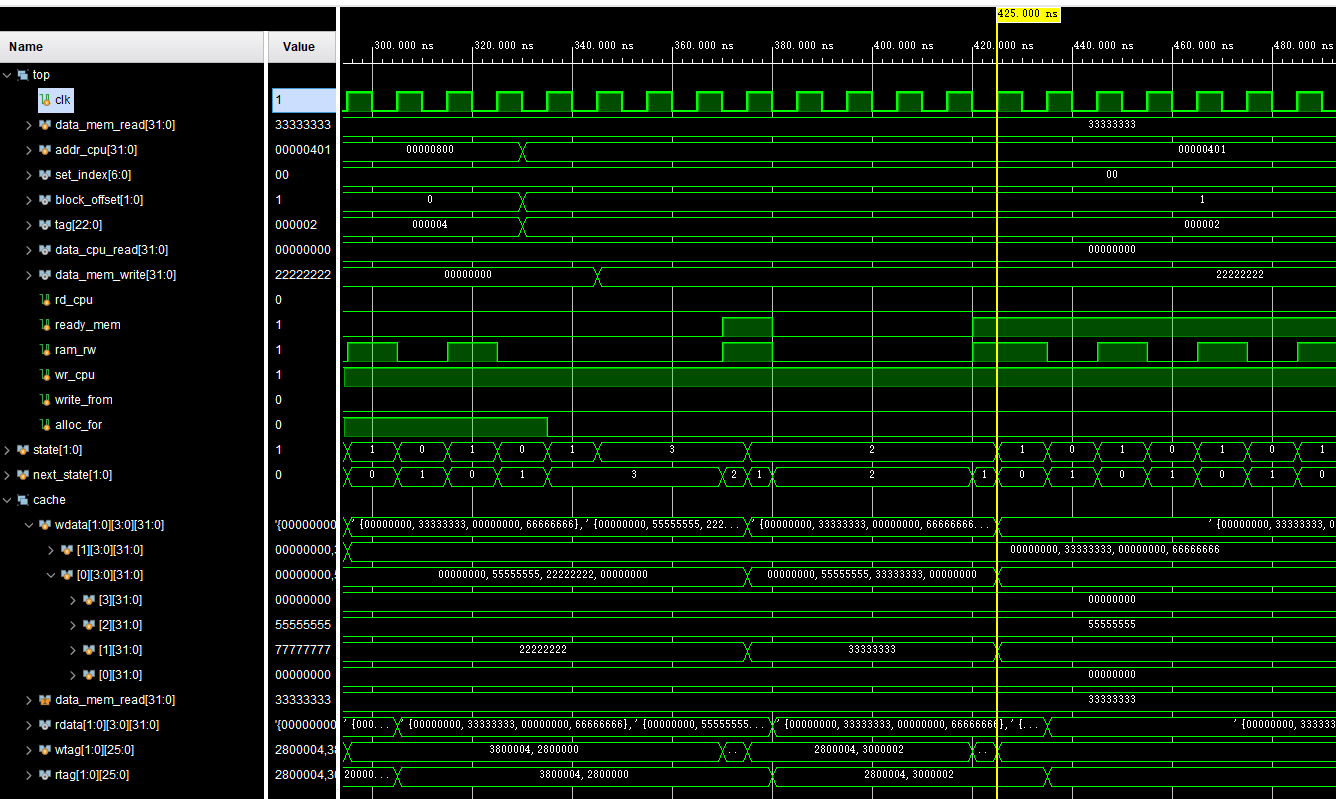 425.000 ns
Name Value
300.000 ns 320.000 ns 340.000 ns 360.000 ns 380.000 ns 400.000 ns 420.000 ns 440.000 ns 460.000 ns 480.000 ns
top
clk 1
data_mem_read[31:0] 33333333 33333333
addr_cpu[31:0] 00000401 00000800 00000401
set_index[6:0] 00 00
block_offset[1:0] 1 0 1
tag[22:0] 000002 000004 000002
data_cpu_read[31:0] 00000000 00000000
data_mem_write[31:0] 22222222 00000000 22222222
rd_cpu 0
ready_mem 1
ram_rw 1
wr_cpu 1
write_from 0
alloc_for 0
state[1:0] 1 1 0 1 0 1 3 2 1 0 1 0 1 0 1
next_state[1:0] 0 0 1 0 1 3 2 1 2 1 0 1 0 1 0 1 0
cache
wdata[1:0][3:0][31:0] '{00000000 ' {00000000, 33333333, 00000000, 66666666}, ' {00000000, 55555555, 222... ' {00000000, 33333333, 00000000, 66666666... ' {00000000, 33333333, 0
[1][3:0][31:0] 00000000, 00000000, 33333333, 00000000, 66666666
[0][3:0][31:0] 00000000,5 00000000, 55555555, 22222222, 00000000 00000000, 55555555, 33333333, 00000000
[3][31:0] 00000000 00000000
[2][31:0] 55555555 55555555
[1][31:0] 77777777 22222222 33333333
[0][31:0] 00000000 00000000
data_mem_read[31:0] 33333333 33333333
rdata[1:0][3:0][31:0] '{00000000 ' {000... ' {00000000, 33333333, 00000000, 66666666}, ' {00000000, 55555555... ' {00000000, 33333333, 00000000, 66666666}, ' {... ' {00000000, 333333
wtag[1:0][25:0] 2800004,3 3800004, 2800000 .. 2800004, 3000002 ..
rtag[1:0][25:0] 2800004,30 20000... 3800004, 2800000 2800004, 3000002